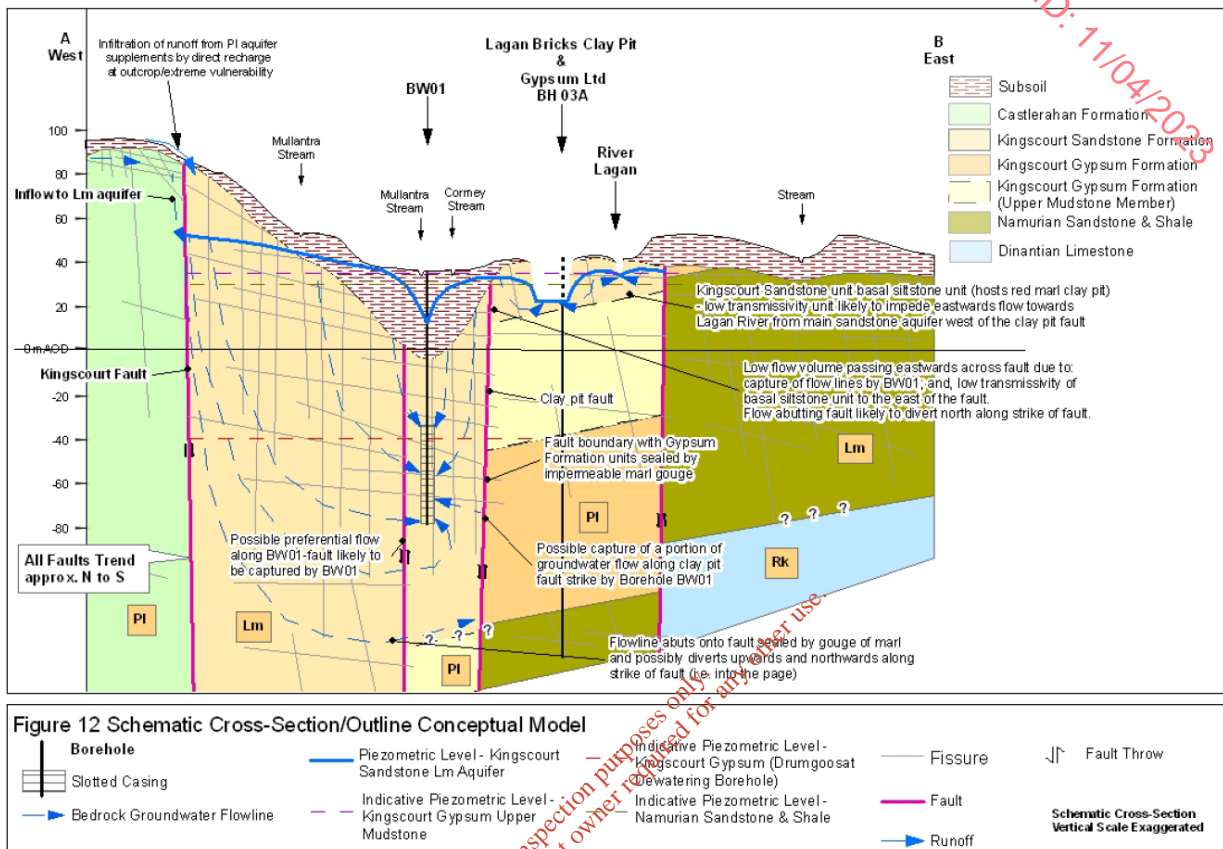 ID: 11/04/2023
A
West
Infiltration of runoff from Pl aquifer
supplements by direct recharge
at outcrop/extreme vulnerability
BW01
Lagan Bricks Clay Pit
&
Gypsum Ltd
BH 03A
B
East
Subsoil
Castlerahan Formation
Kingscourt Sandstone Formation
Kingscourt Gypsum Formation
Kingscourt Gypsum Formation
(Upper Mudstone Member)
Namurian Sandstone & Shale
Dinantian Limestone
100
80
60
40
20
0 m AOD
-20
-40
-60
-80
Mullantra
Stream
Mullantra
Stream
Cormey
Stream
River
Lagan
Stream
Inflow to Lm aquifer
Kingscourt Fault
Kingscourt Sandstone unit basal siltstone unit (hosts red marl clay pit)
- low transmissivity unit likely to impede eastwards flow towards
Lagan River from main sandstone aquifer west of the clay pit fault
Low flow volume passing eastwards across fault due to:
capture of flow lines by BW01; and, low transmissivity of
basal siltstone unit to the east of the fault.
Flow abutting fault likely to divert north along strike of fault.
Clay pit fault
Fault boundary with Gypsum
Formation units sealed by
impermeable marl gouge
Lm
Pl
Possible preferential flow
along BW01-fault likely to
be captured by BW01
Possible capture of a portion of
groundwater flow along clay pit
fault strike by Borehole BW01
? ? ?
Rk
All Faults Trend
approx. N to S
Pl
Lm
? ? ?
Pl
Flowline abuts onto fault sealed by gouge of marl
and possibly diverts upwards and northwards along
strike of fault (i.e. into the page)
Figure 12 Schematic Cross-Section/Outline Conceptual Model
Borehole
Slotted Casing
Bedrock Groundwater Flowline
Piezometric Level - Kingscourt
Sandstone Lm Aquifer
Indicative Piezometric Level -
Kingscourt Gypsum Upper
Mudstone
Indicative Piezometric Level -
Kingscourt Gypsum (Drumgoosat
Dewatering Borehole)
Indicative Piezometric Level -
Namurian Sandstone & Shale
Fissure
Fault
Runoff
Fault Throw
Schematic Cross-Section
Vertical Scale Exaggerated
inspection purposes only.
owner required for any other use.